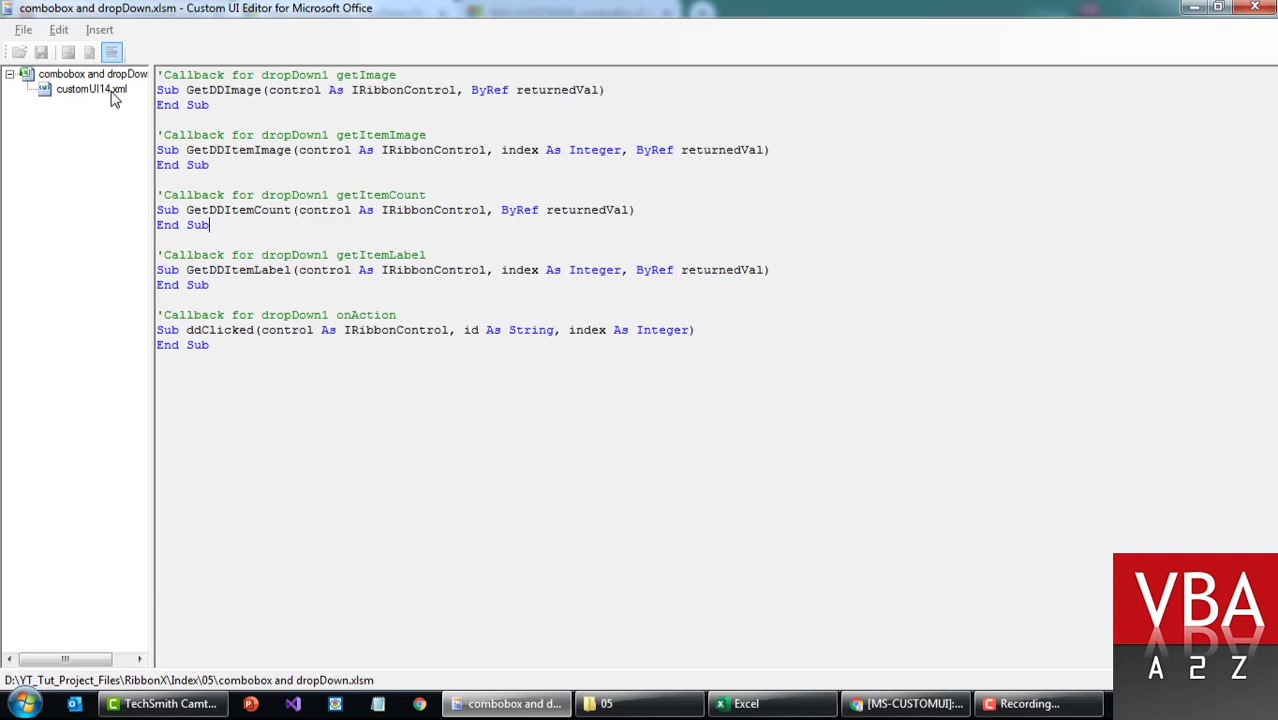 combobox and dropDown.xlsm - Custom UI Editor for Microsoft Office
File Edit Insert
combobox and dropDow
customUI14.xml
'Callback for dropDown1 getImage
Sub GetDDImage(control As IRibbonControl, ByRef returnedVal)
End Sub
'Callback for dropDown1 getItemImage
Sub GetDDItemImage(control As IRibbonControl, index As Integer, ByRef returnedVal)
End Sub
'Callback for dropDown1 getItemCount
Sub GetDDItemCount(control As IRibbonControl, ByRef returnedVal)
End Sub
'Callback for dropDown1 getItemLabel
Sub GetDDItemLabel(control As IRibbonControl, index As Integer, ByRef returnedVal)
End Sub
'Callback for dropDown1 onAction
Sub ddClicked(control As IRibbonControl, id As String, index As Integer)
End Sub
VBA
A 2 Z
D:\YT_Tut_Project_Files\RibbonX\Index\05\combobox and dropDown.xlsm
TechSmith Camt... combobox and d... 05 Excel [MS-CUSTOMUI]:... Recording...